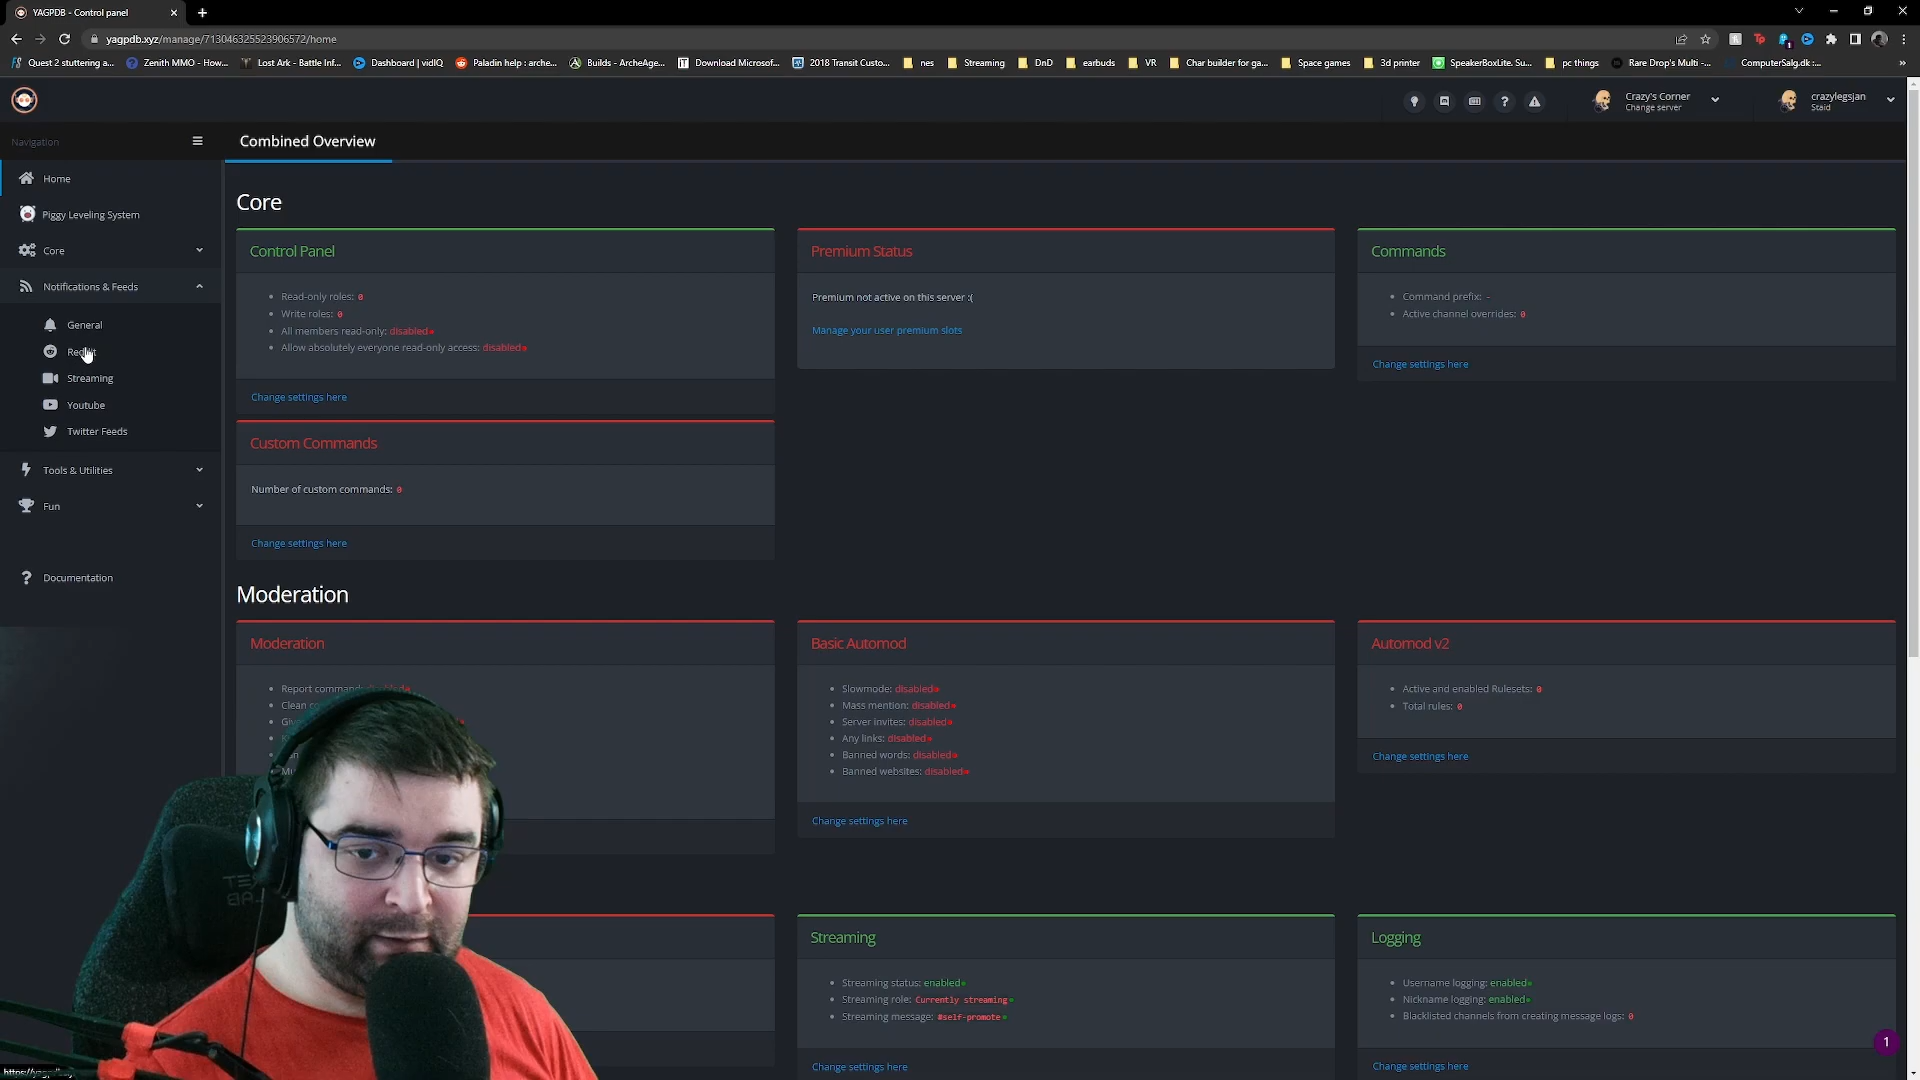 YAGPDB - Control panel
yagpdb.xyz/manage/713046325523906572/home
Quest 2 stuttering a...
Zenith MMO - How...
Lost Ark - Battle Inf...
Dashboard | vidIQ
Paladin help : arche...
Builds - ArcheAge...
Download Microsof...
2018 Transit Custo...
nes
Streaming
DnD
earbuds
VR
Char builder for ga...
Space games
3d printer
SpeakerBoxLite. Su...
pc things
Rare Drop's Multi -...
ComputerSalg.dk :...
Crazy's Corner
Change server
crazylegsjan
Staid
Navigation
Combined Overview
Home
Piggy Leveling System
Core
Notifications & Feeds
General
Streaming
Youtube
Twitter Feeds
Tools & Utilities
Fun
Documentation
Core
Control Panel
Read-only roles: 0
Write roles: 0
All members read-only: disabled
Allow absolutely everyone read-only access: disabled
Change settings here
Premium Status
Premium not active on this server :(
Manage your user premium slots
Commands
Command prefix: -
Active channel overrides: 0
Change settings here
Custom Commands
Number of custom commands: 0
Change settings here
Moderation
Moderation
Report command:
Clean
Basic Automod
Slowmode: disabled
Mass mention: disabled
Server invites: disabled
Any links: disabled
Banned words: disabled
Banned websites: disabled
Change settings here
Automod v2
Active and enabled Rulesets: 0
Total rules: 0
Change settings here
Streaming
Streaming status: enabled
Streaming role: Currently streaming
Streaming message: #self-promote
Change settings here
Logging
Username logging: enabled
Nickname logging: enabled
Blacklisted channels from creating message logs: 0
Change settings here
1